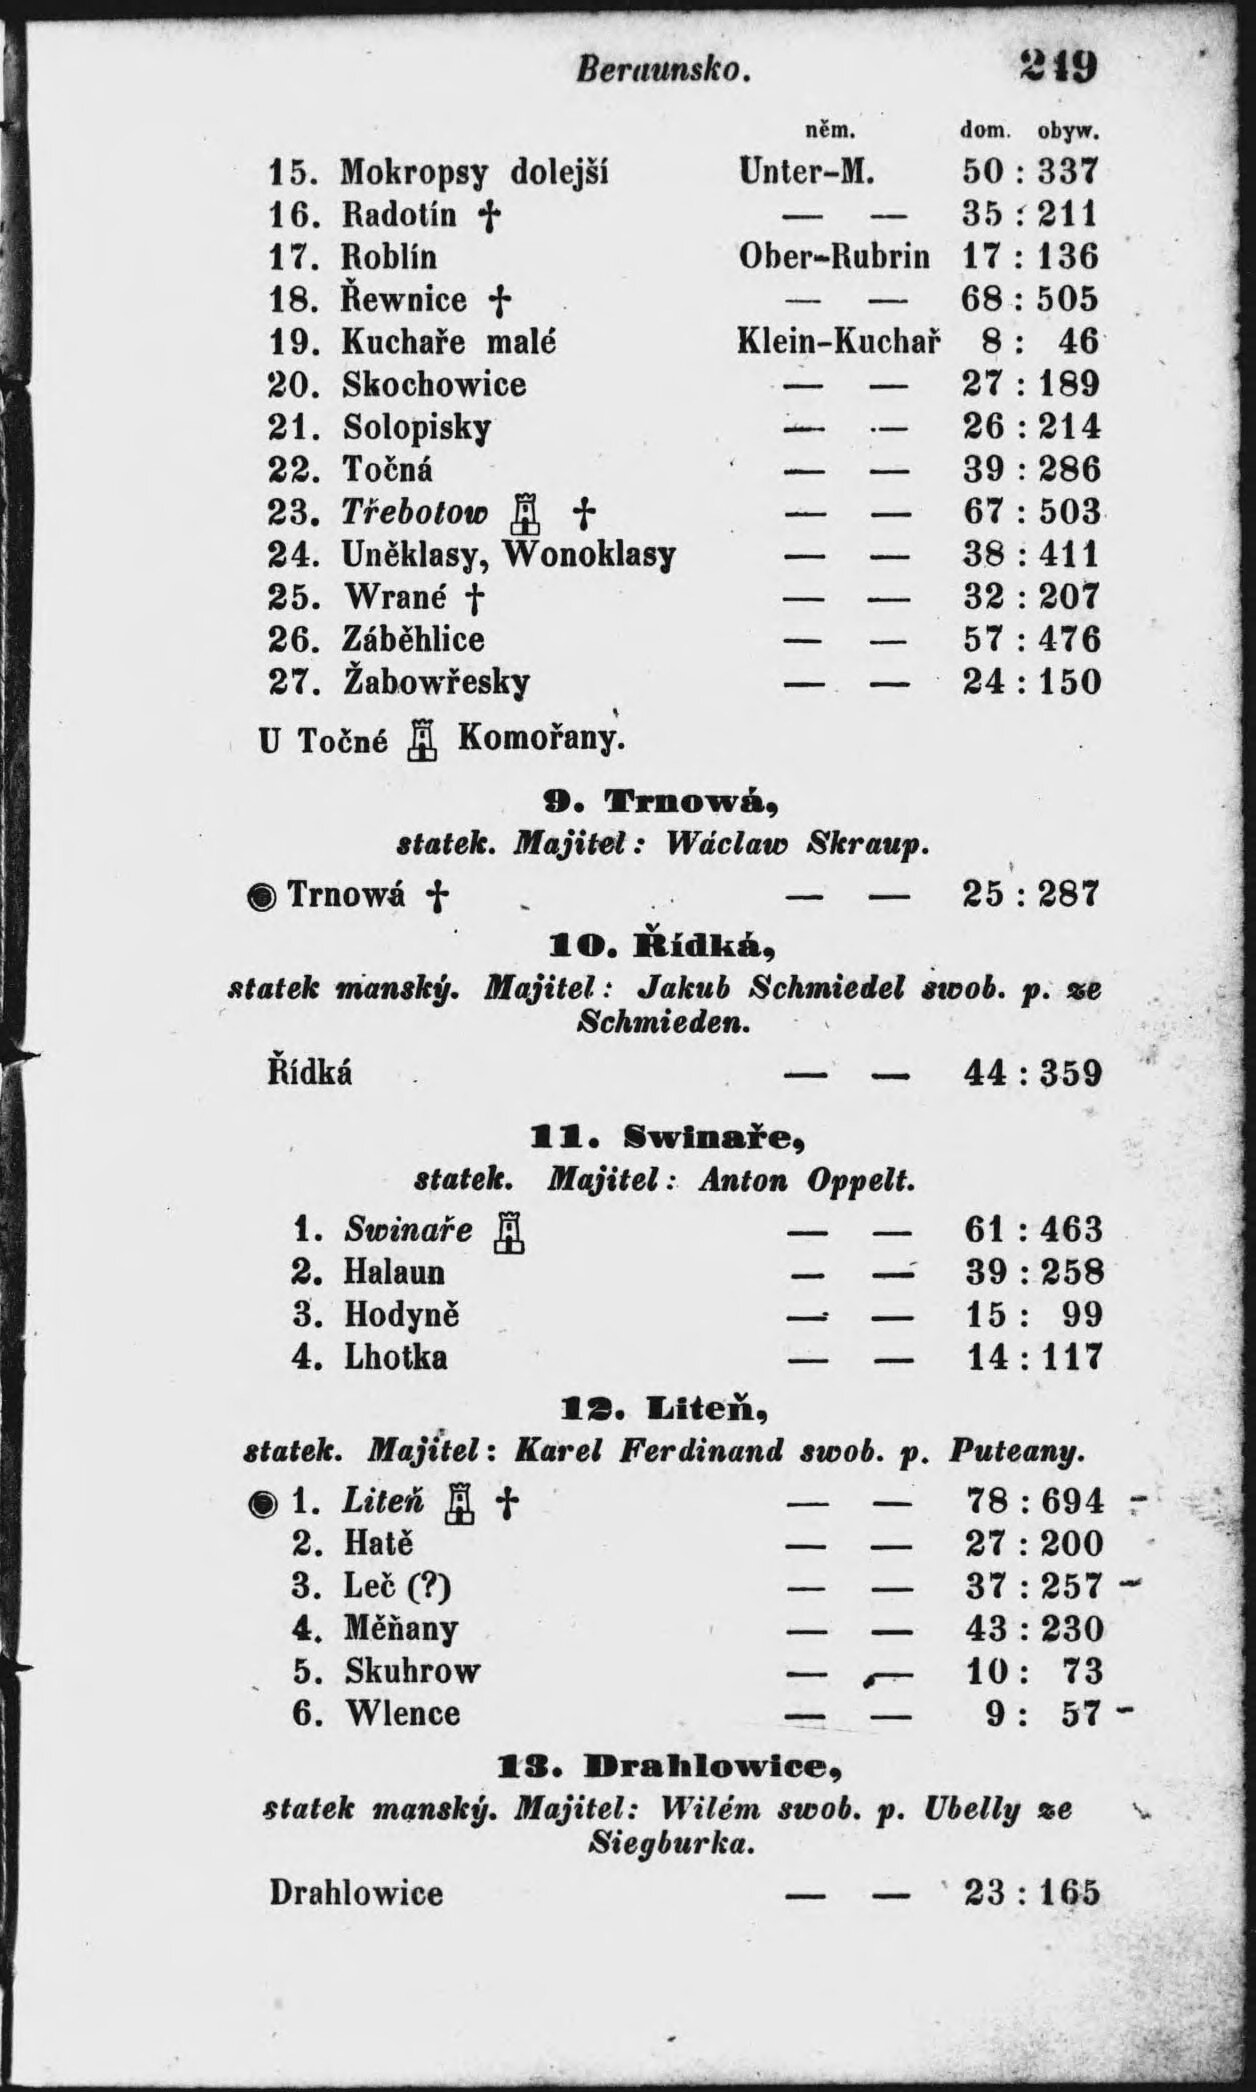 Beraunsko. 249
něm. dom. obyw.
15. Mokropsy dolejší Unter-M. 50 : 337
16. Radotín † — — 35 : 211
17. Roblín Ober-Rubrin 17 : 136
18. Řewnice † — — 68 : 505
19. Kuchaře malé Klein-Kuchař 8 : 46
20. Skochowice — — 27 : 189
21. Solopisky — — 26 : 214
22. Točná — — 39 : 286
23. Třebotow † — — 67 : 503
24. Uněklasy, Wonoklasy — — 38 : 411
25. Wrané † — — 32 : 207
26. Záběhlice — — 57 : 476
27. Žabowřesky — — 24 : 150
U Točné Komořany.
9. Trnowá,
statek. Majitel : Wáclaw Skraup.
Trnowá † — — 25 : 287
10. Řídká,
statek manský. Majitel : Jakub Schmiedel swob. p. ze
Schmieden.
Řídká — — 44 : 359
11. Swinaře,
statek. Majitel : Anton Oppelt.
1. Swinaře — — 61 : 463
2. Halaun — — 39 : 258
3. Hodyně — — 15 : 99
4. Lhotka — — 14 : 117
12. Liteň,
statek. Majitel : Karel Ferdinand swob. p. Puteany.
1. Liteň † — — 78 : 694
2. Hatě — — 27 : 200
3. Leč (?) — — 37 : 257
4. Měňany — — 43 : 230
5. Skuhrow — — 10 : 73
6. Wlence — — 9 : 57
13. Drahlowice,
statek manský. Majitel: Wilém swob. p. Ubelly ze
Siegburka.
Drahlowice — — 23 : 165